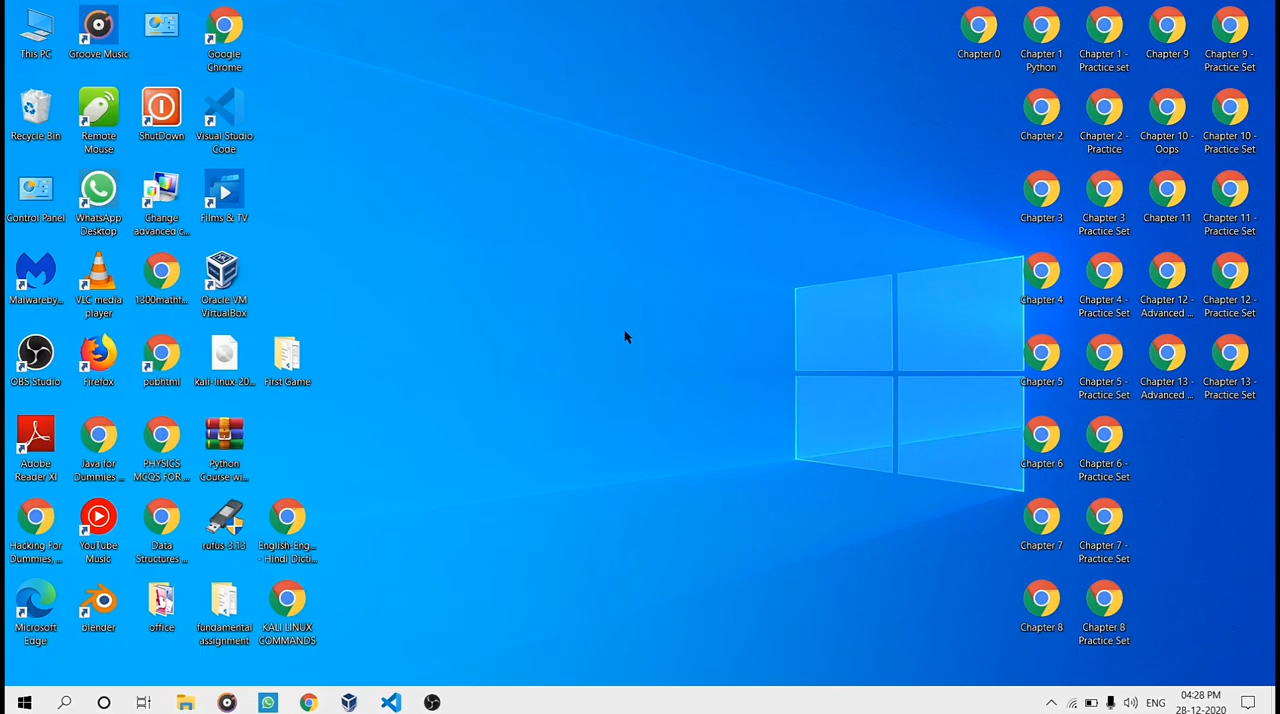 This PC
Groove Music
Google
Chrome
Recycle Bin
Remote
Mouse
ShutDown
Visual Studio
Code
Control Panel
WhatsApp
Desktop
Change
advanced c...
Films & TV
Malwareby...
VLC media
player
1300mathf...
Oracle VM
VirtualBox
OBS Studio
Firefox
pubhtml
kali-linux-20...
First Game
Adobe
Reader XI
Java for
Dummies ...
PHYSICS
MCQS FOR ...
Python
Course wi...
Hacking For
Dummies, ...
YouTube
Music
Data
Structures ...
rufus-3.13
English-Eng...
- Hindi Dict...
Microsoft
Edge
blender
office
fundamental
assignment
KALI LINUX
COMMANDS
Chapter 0
Chapter 1
Python
Chapter 1 -
Practice set
Chapter 9
Chapter 9 -
Practice Set
Chapter 2
Chapter 2 -
Practice
Chapter 10 -
Oops
Chapter 10 -
Practice Set
Chapter 3
Chapter 3
Practice Set
Chapter 11
Chapter 11 -
Practice Set
Chapter 4
Chapter 4 -
Practice Set
Chapter 12 -
Advanced ...
Chapter 12 -
Practice Set
Chapter 5
Chapter 5 -
Practice Set
Chapter 13 -
Advanced ...
Chapter 13 -
Practice Set
Chapter 6
Chapter 6 -
Practice Set
Chapter 7
Chapter 7 -
Practice Set
Chapter 8
Chapter 8
Practice Set
ENG
04:28 PM
28-12-2020